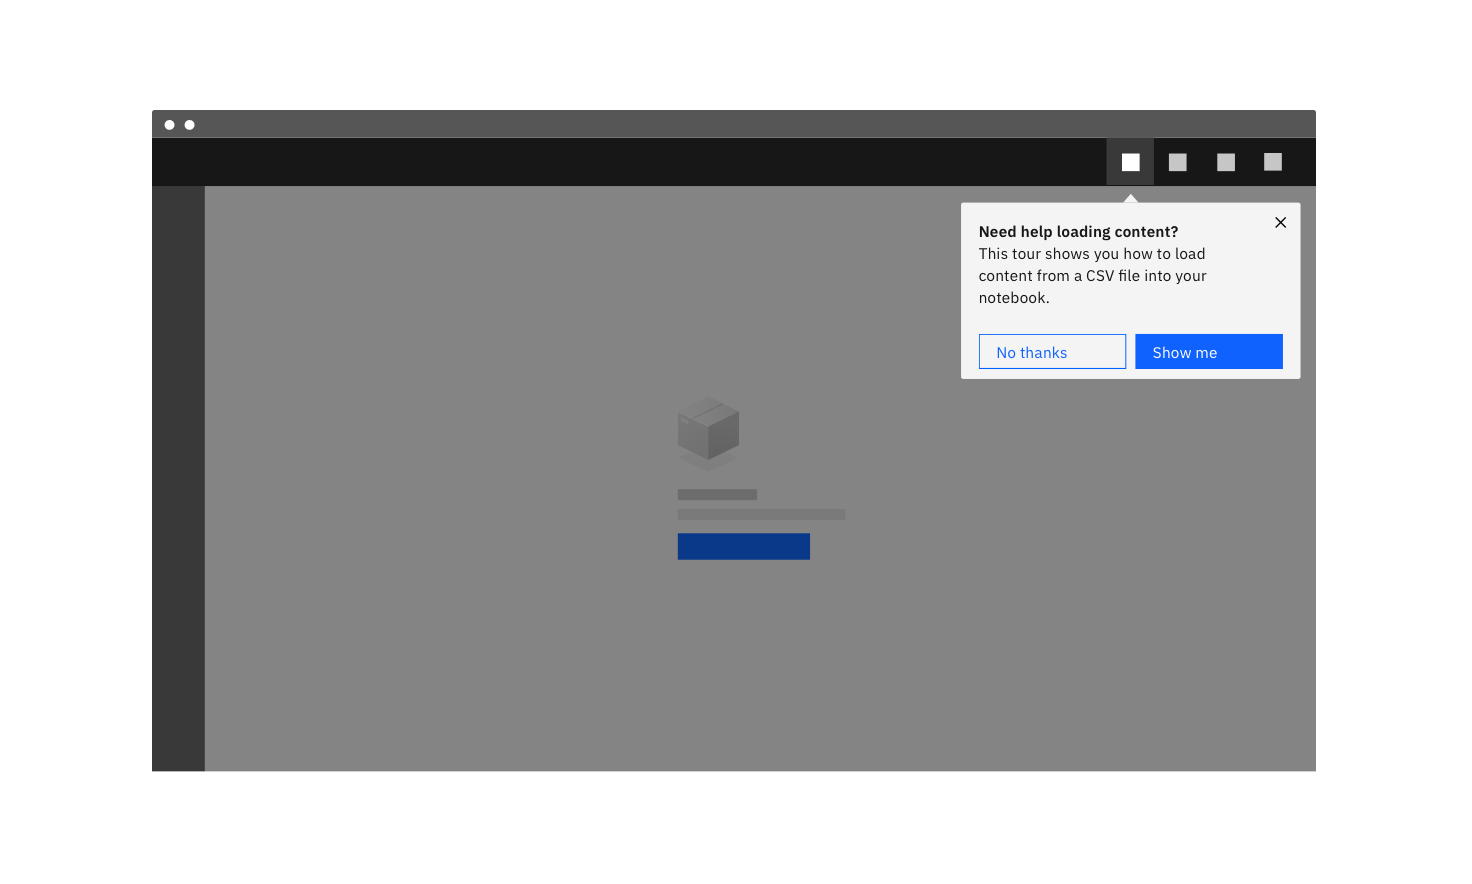 Need help loading content?
This tour shows you how to load
content from a CSV file into your
notebook.
No thanks
Show me